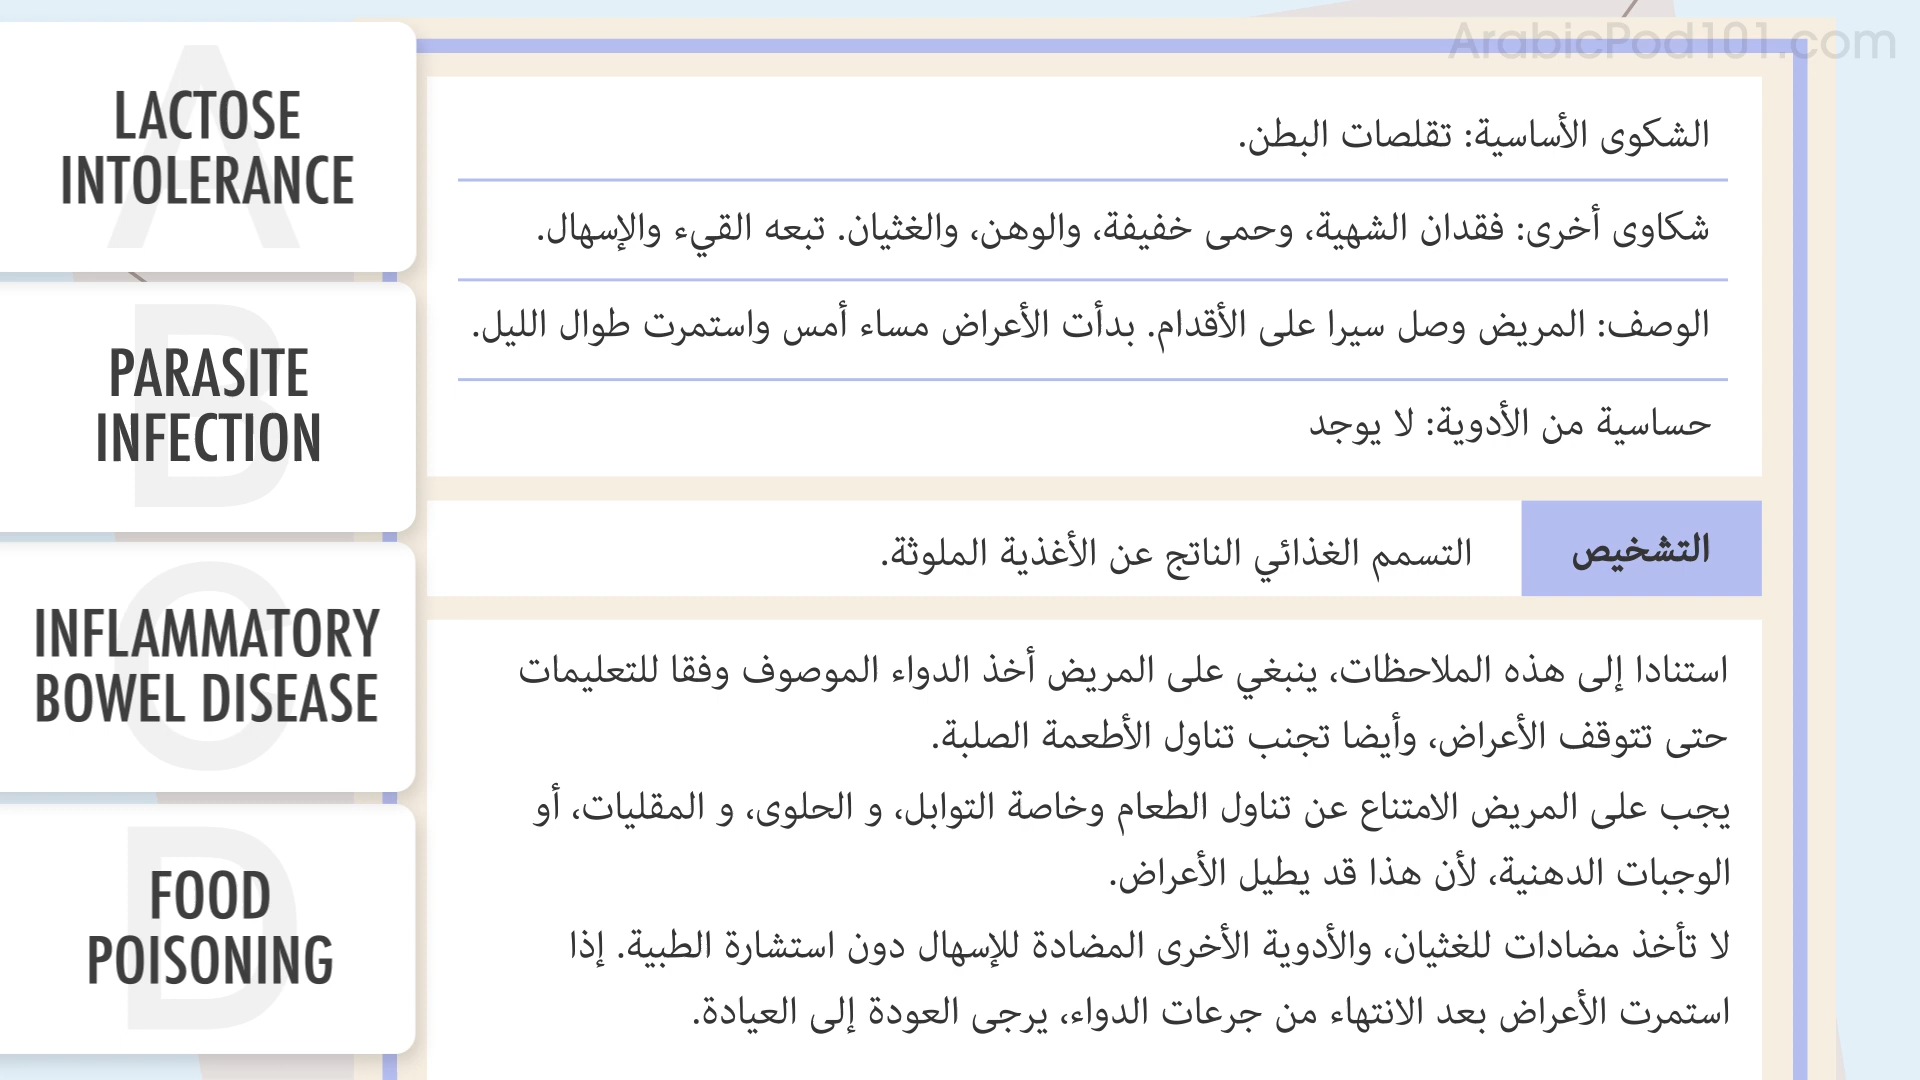 ArabicPod101.com
A
LACTOSE
INTOLERANCE
B
PARASITE
INFECTION
C
INFLAMMATORY
BOWEL DISEASE
D
FOOD
POISONING
الشكوى الأساسية: تقلصات البطن.
شكاوى أخرى: فقدان الشهية، وحمى خفيفة، والوهن، والغثيان. تبعه القيء والإسهال.
الوصف: المريض وصل سيرا على الأقدام. بدأت الأعراض مساء أمس واستمرت طوال الليل.
حساسية من الأدوية: لا يوجد
التشخيص
التسمم الغذائي الناتج عن الأغذية الملوثة.
استنادا إلى هذه الملاحظات، ينبغي على المريض أخذ الدواء الموصوف وفقا للتعليمات
حتى تتوقف الأعراض، وأيضا تجنب تناول الأطعمة الصلبة.
يجب على المريض الامتناع عن تناول الطعام وخاصة التوابل، و الحلوى، و المقليات، أو
الوجبات الدهنية، لأن هذا قد يطيل الأعراض.
لا تأخذ مضادات للغثيان، والأدوية الأخرى المضادة للإسهال دون استشارة الطبية. إذا
استمرت الأعراض بعد الانتهاء من جرعات الدواء، يرجى العودة إلى العيادة.